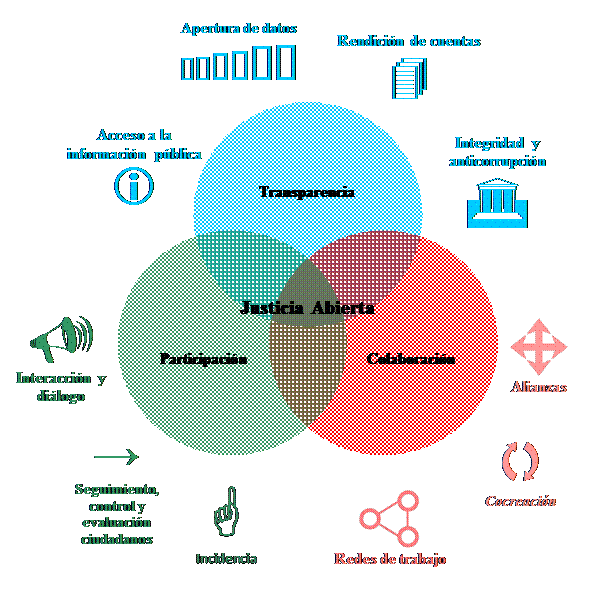 Apertura de datos
Rendición de cuentas
Acceso a la
información pública
Integridad y
anticorrupción
Transparencia
Justicia Abierta
Participación
Colaboración
Interacción y
diálogo
Alianzas
Seguimiento,
control y
evaluación
ciudadanos
Incidencia
Redes de trabajo
Cocreación